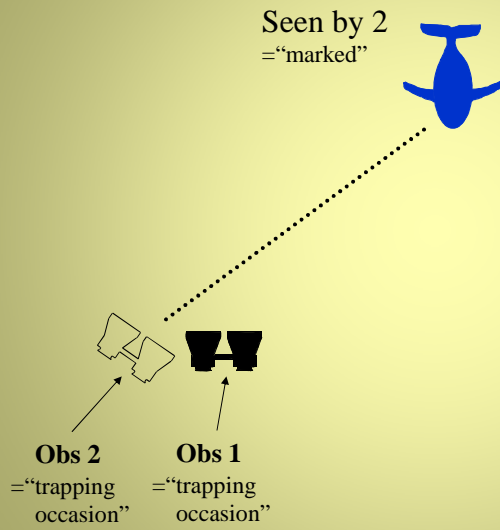 Seen by 2
=“marked”
Obs 2
=“trapping
occasion”
Obs 1
=“trapping
occasion”